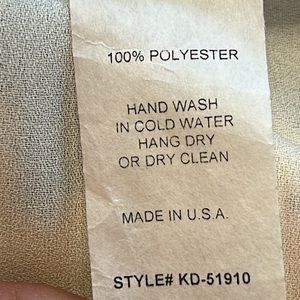 100% POLYESTER
HAND WASH
IN COLD WATER
HANG DRY
OR DRY CLEAN
MADE IN U.S.A.
STYLE# KD-51910